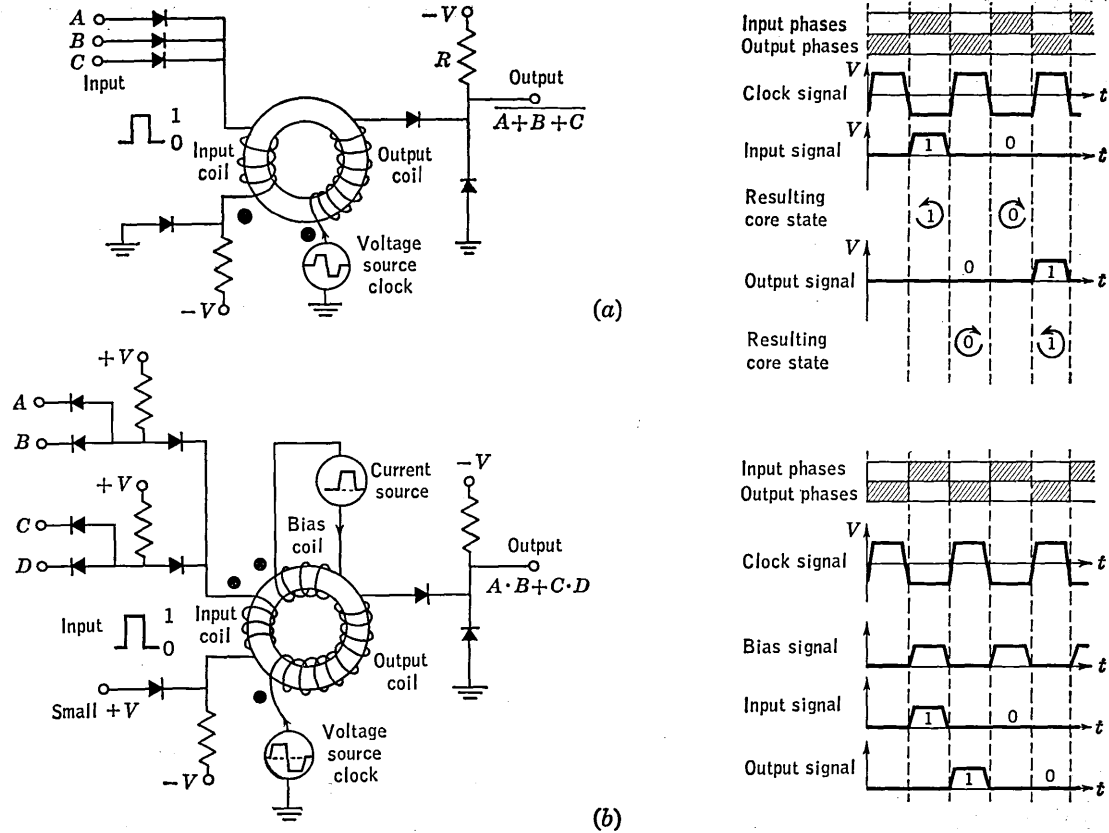 A
B
C
Input
1
0
Input
coil
Output
coil
−V
R
Output
A+B+C
−V
Voltage
source
clock
(a)
Input phases
Output phases
V
Clock signal
t
V
Input signal
1
0
t
Resulting
core state
1
0
V
Output signal
0
1
t
Resulting
core state
0
1
+V
A
B
+V
C
D
Input
1
0
Small +V
−V
Current
source
Bias
coil
Input
coil
Output
coil
−V
Output
A·B+C·D
Voltage
source
clock
(b)
Input phases
Output phases
V
Clock signal
t
Bias signal
t
Input signal
1
0
t
Output signal
1
0
t